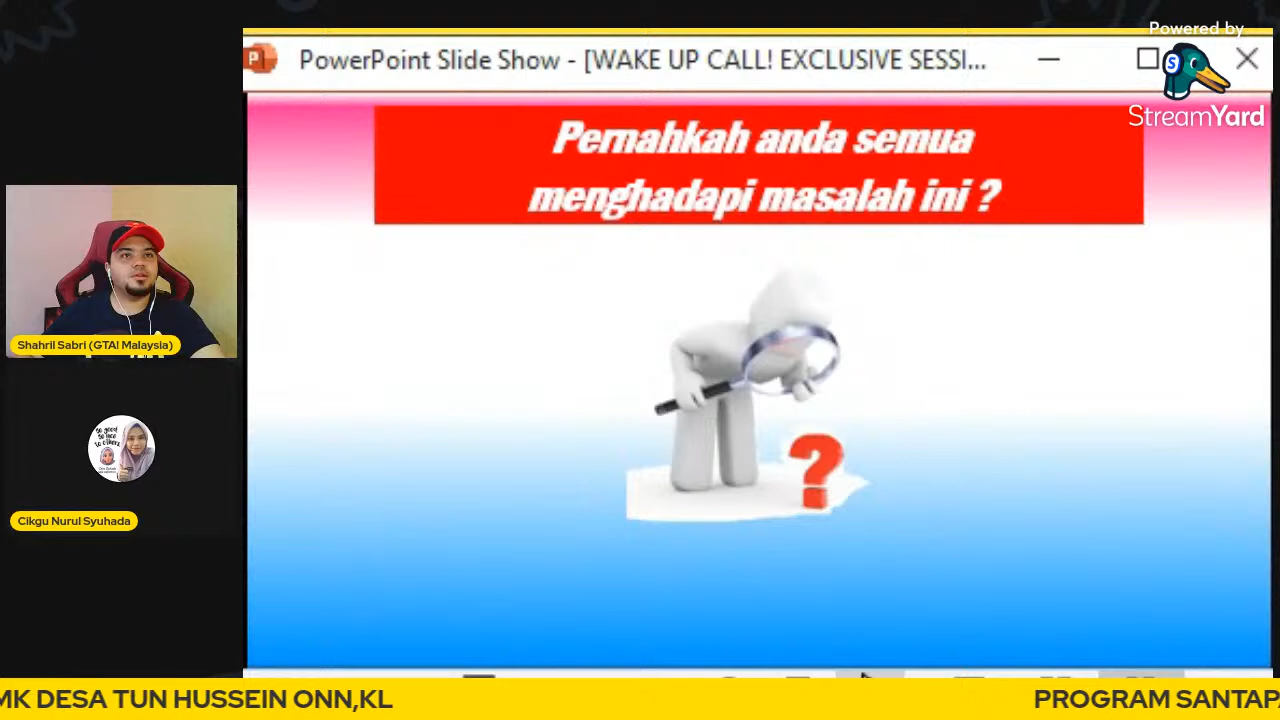 Powered by
StreamYard
PowerPoint Slide Show - [WAKE UP CALL! EXCLUSIVE SESSI...
Pernahkah anda semua
menghadapi masalah ini ?
?
Shahril Sabri (GTA! Malaysia)
Cikgu Nurul Syuhada
MK DESA TUN HUSSEIN ONN,KL
PROGRAM SANTAP